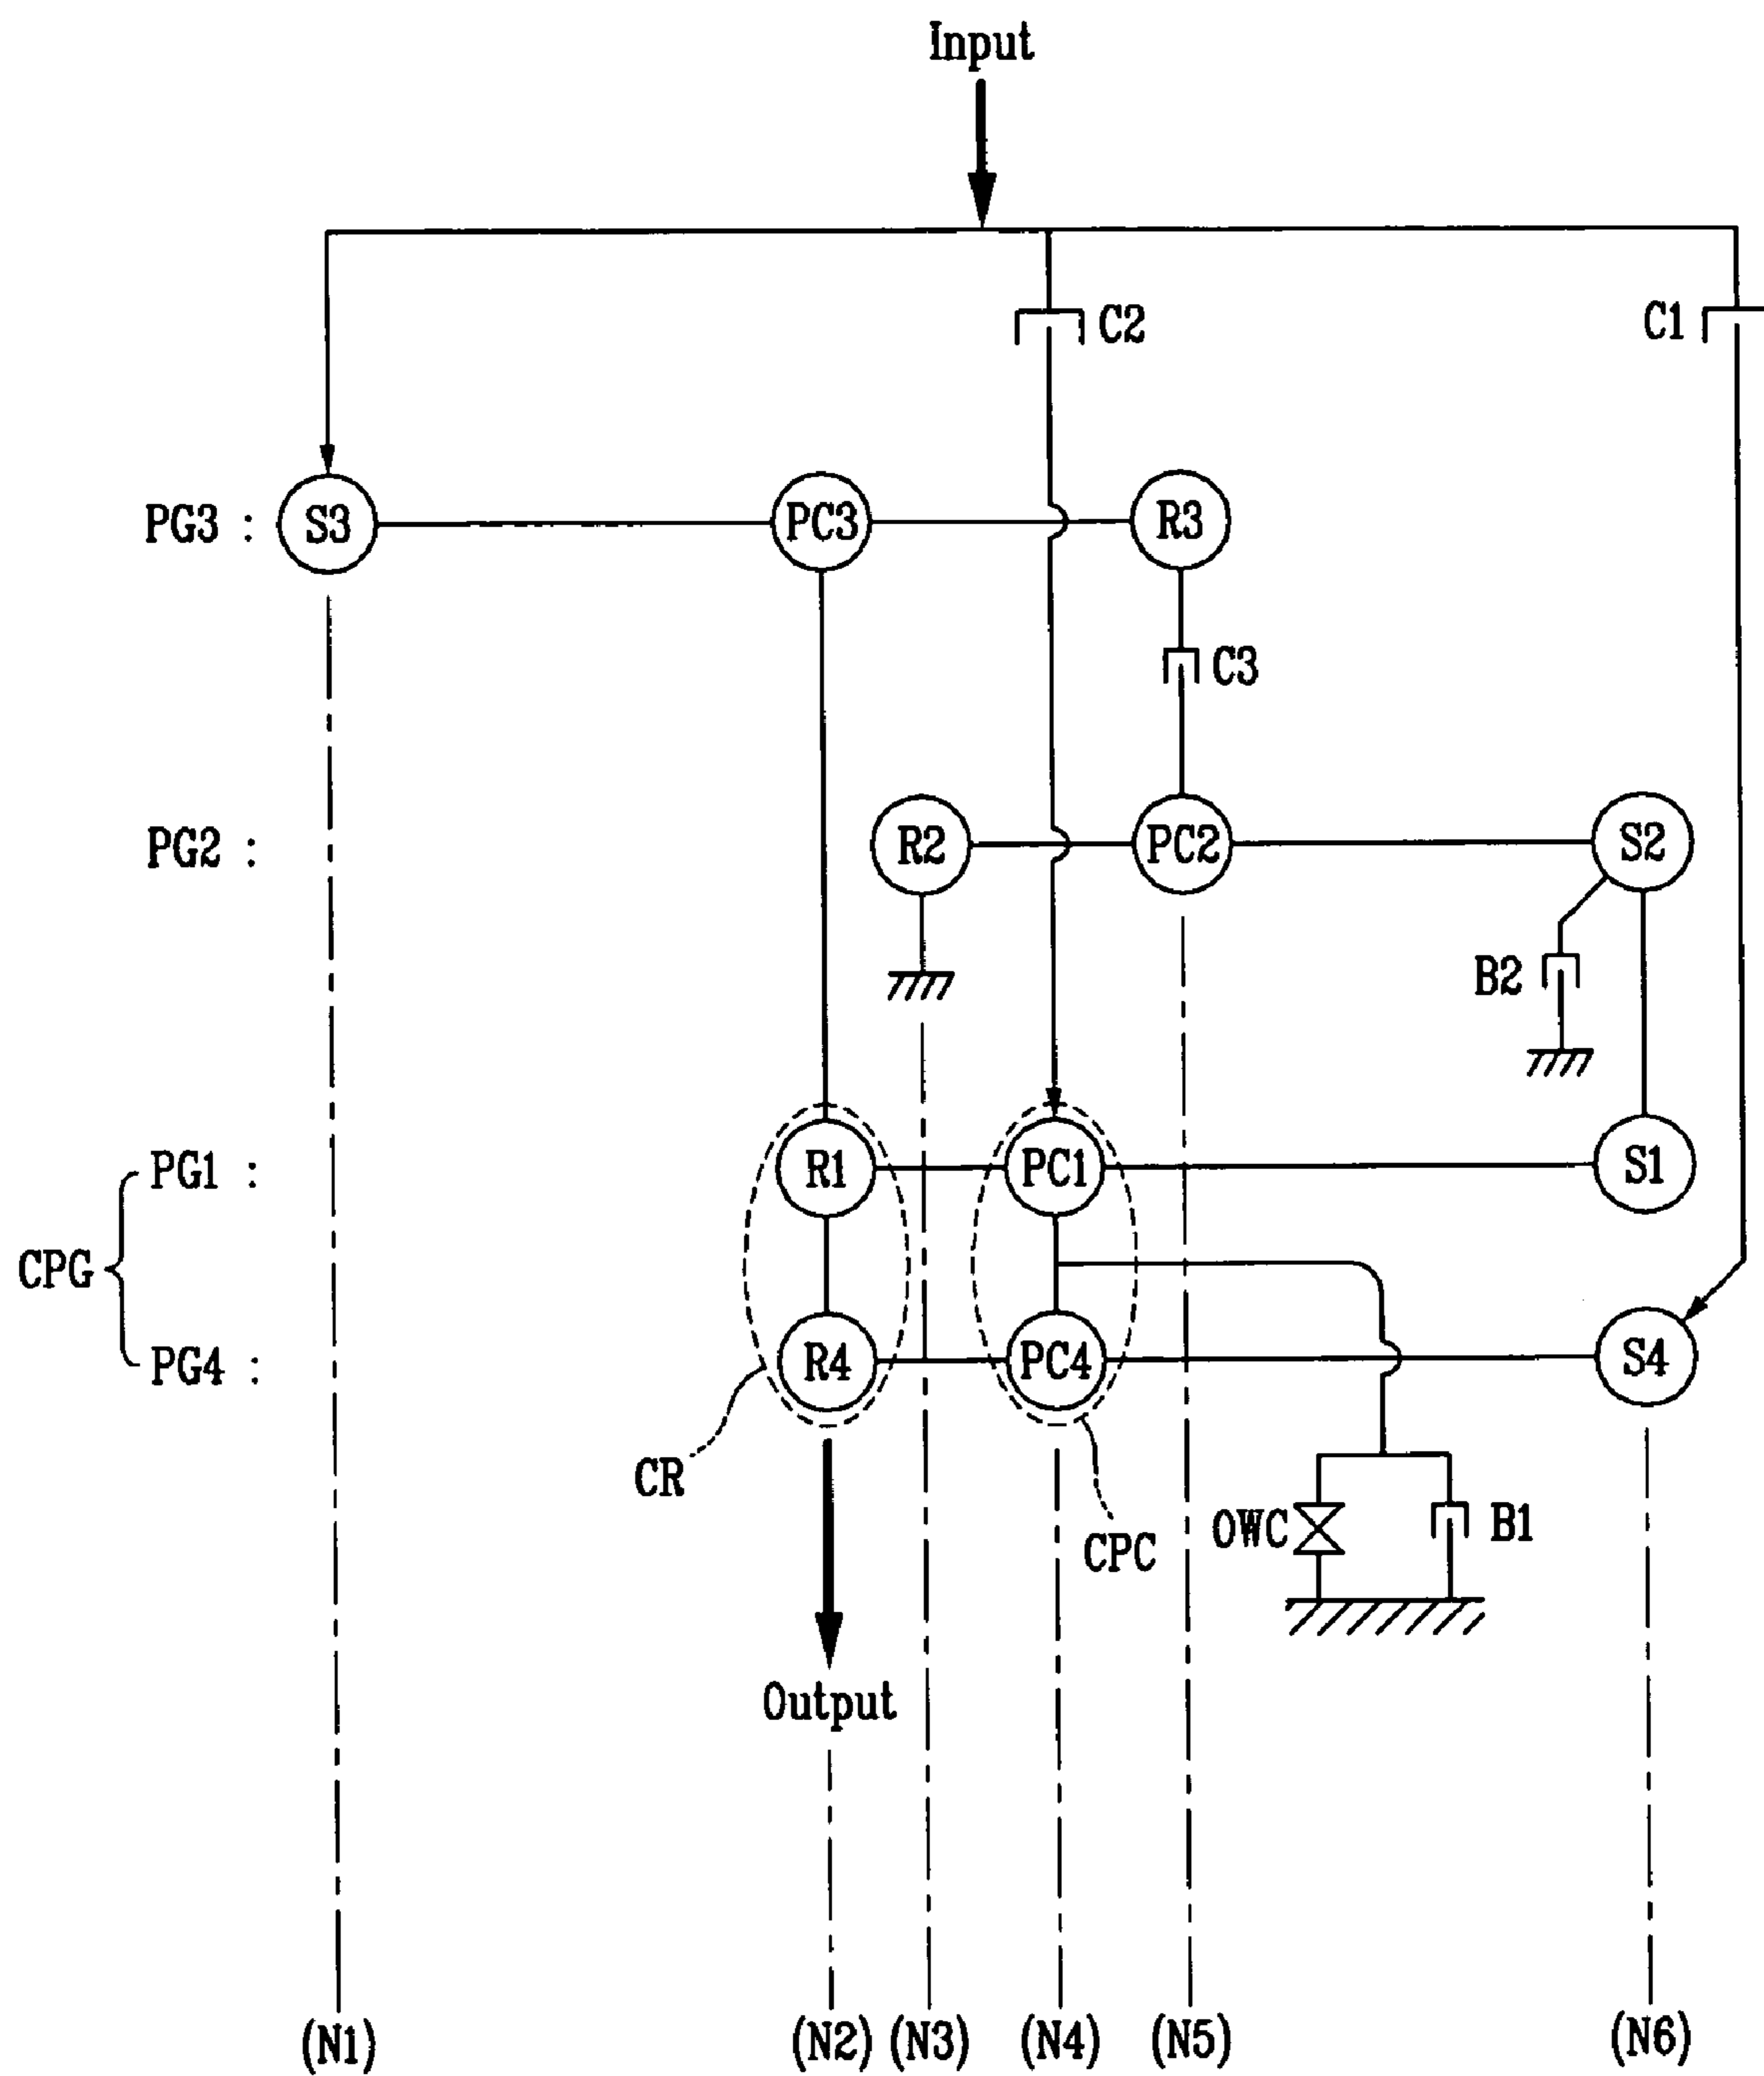 Input
C2
C1
PG3 : S3 PC3 R3
C3
PG2 : R2 PC2 S2
B2
PG1 : R1 PC1 S1
CPG
PG4 : R4 PC4 S4
CR
CPC
OWC
B1
Output
(N1) (N2) (N3) (N4) (N5) (N6)